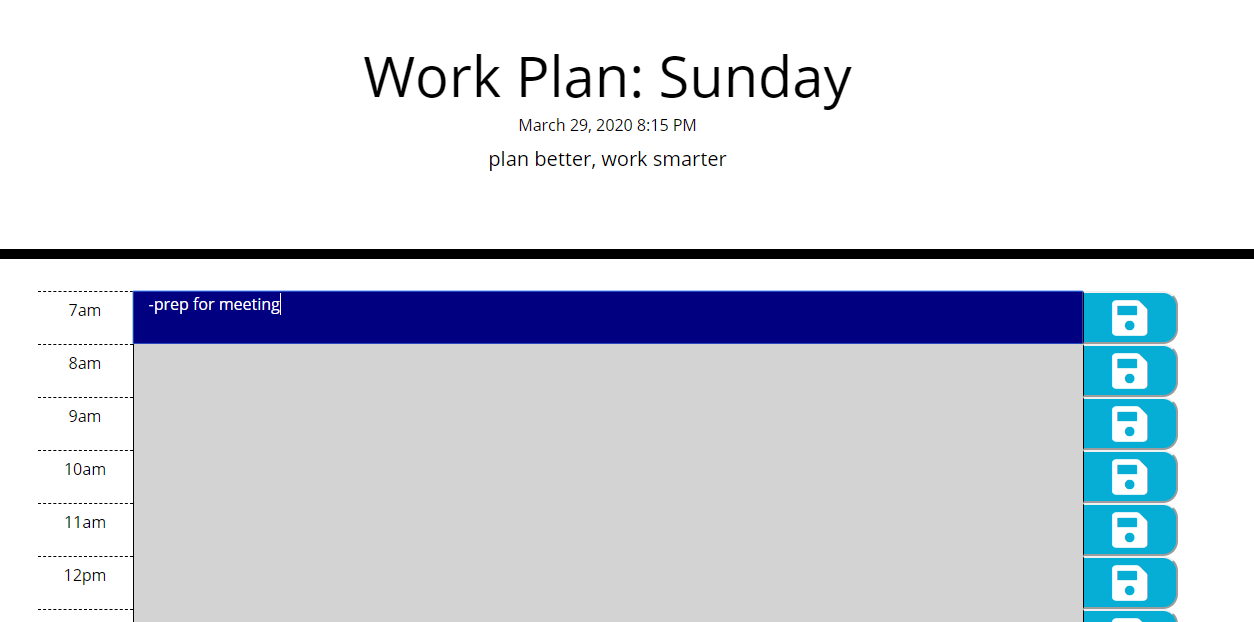 Work Plan: Sunday
March 29, 2020 8:15 PM
plan better, work smarter
7am
-prep for meeting
8am
9am
10am
11am
12pm